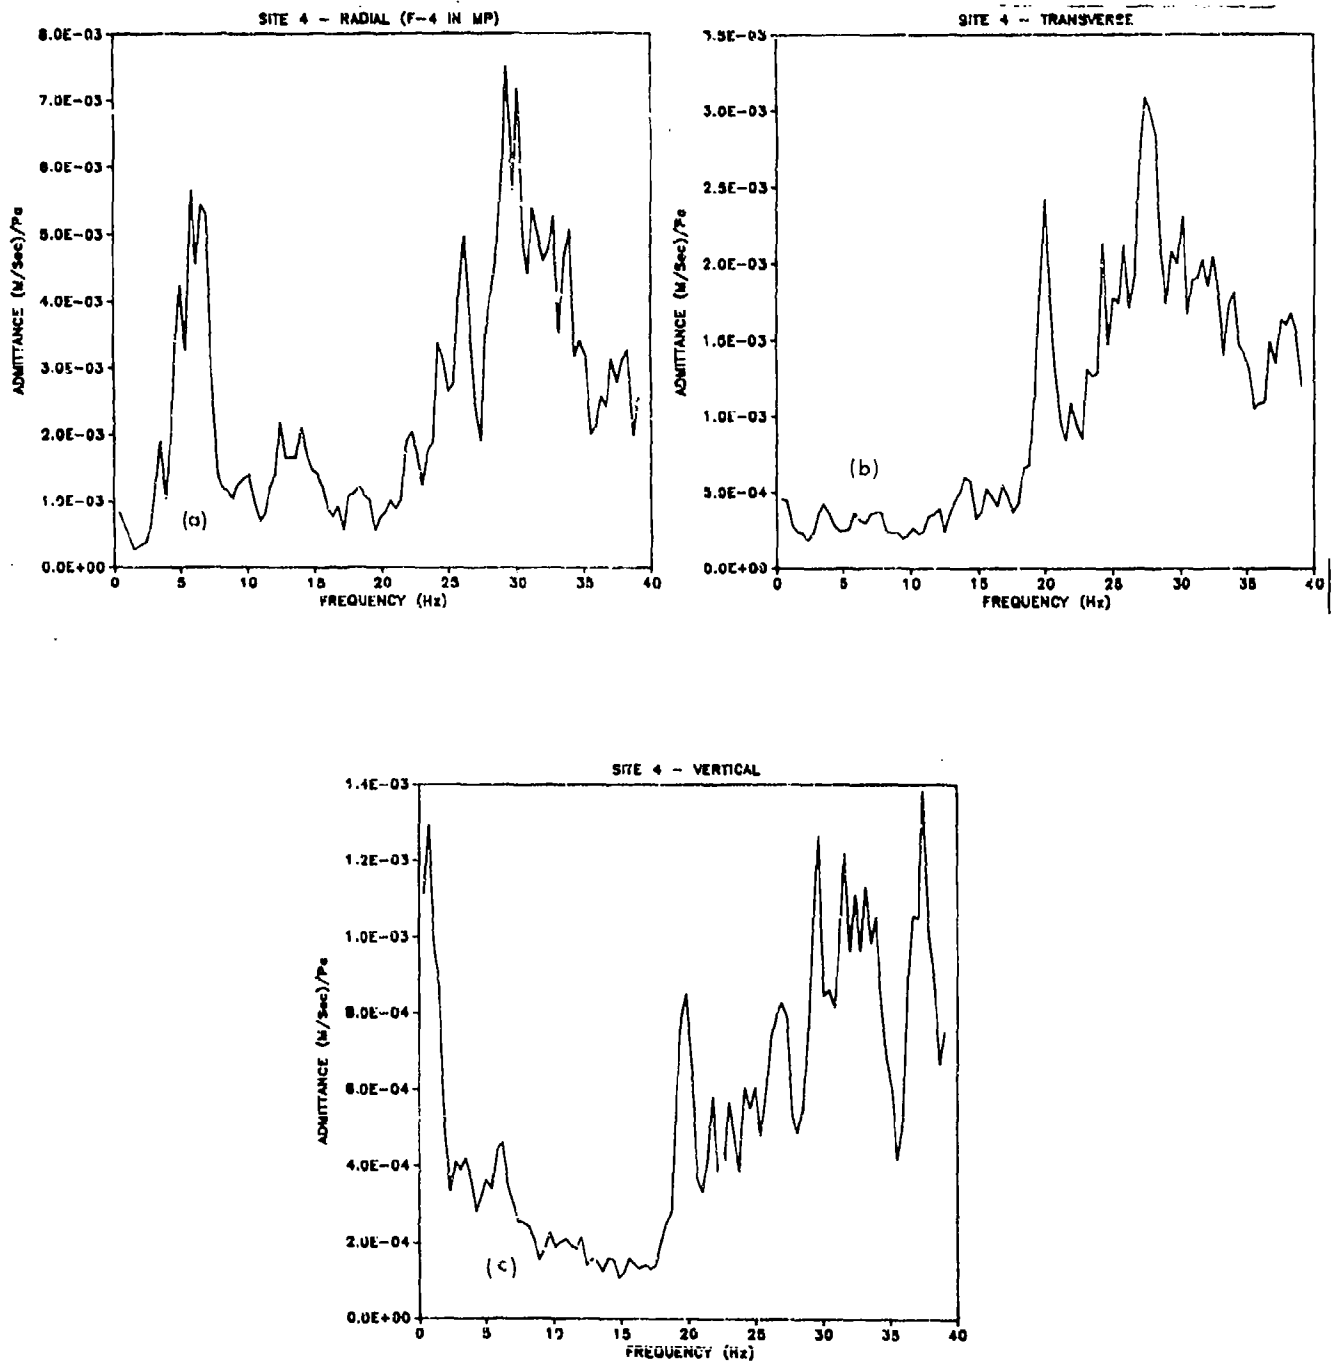 SITE 4 - RADIAL (F-4 IN MP)
8.0E-03
7.0E-03
6.0E-03
5.0E-03
4.0E-03
3.0E-03
2.0E-03
1.0E-03
0.0E+00
ADMITTANCE (M/Sec)/Pa
(a)
0 5 10 15 20 25 30 35 40
FREQUENCY (Hz)
SITE 4 - TRANSVERSE
3.5E-03
3.0E-03
2.5E-03
2.0E-03
1.5E-03
1.0E-03
5.0E-04
0.0E-00
ADMITTANCE (M/Sec)/Pa
(b)
0 5 10 15 20 25 30 35 40
FREQUENCY (Hz)
SITE 4 - VERTICAL
1.4E-03
1.2E-03
1.0E-03
8.0E-04
6.0E-04
4.0E-04
2.0E-04
0.0E+00
ADMITTANCE (M/Sec)/Pa
(c)
0 5 10 15 20 25 30 35 40
FREQUENCY (Hz)